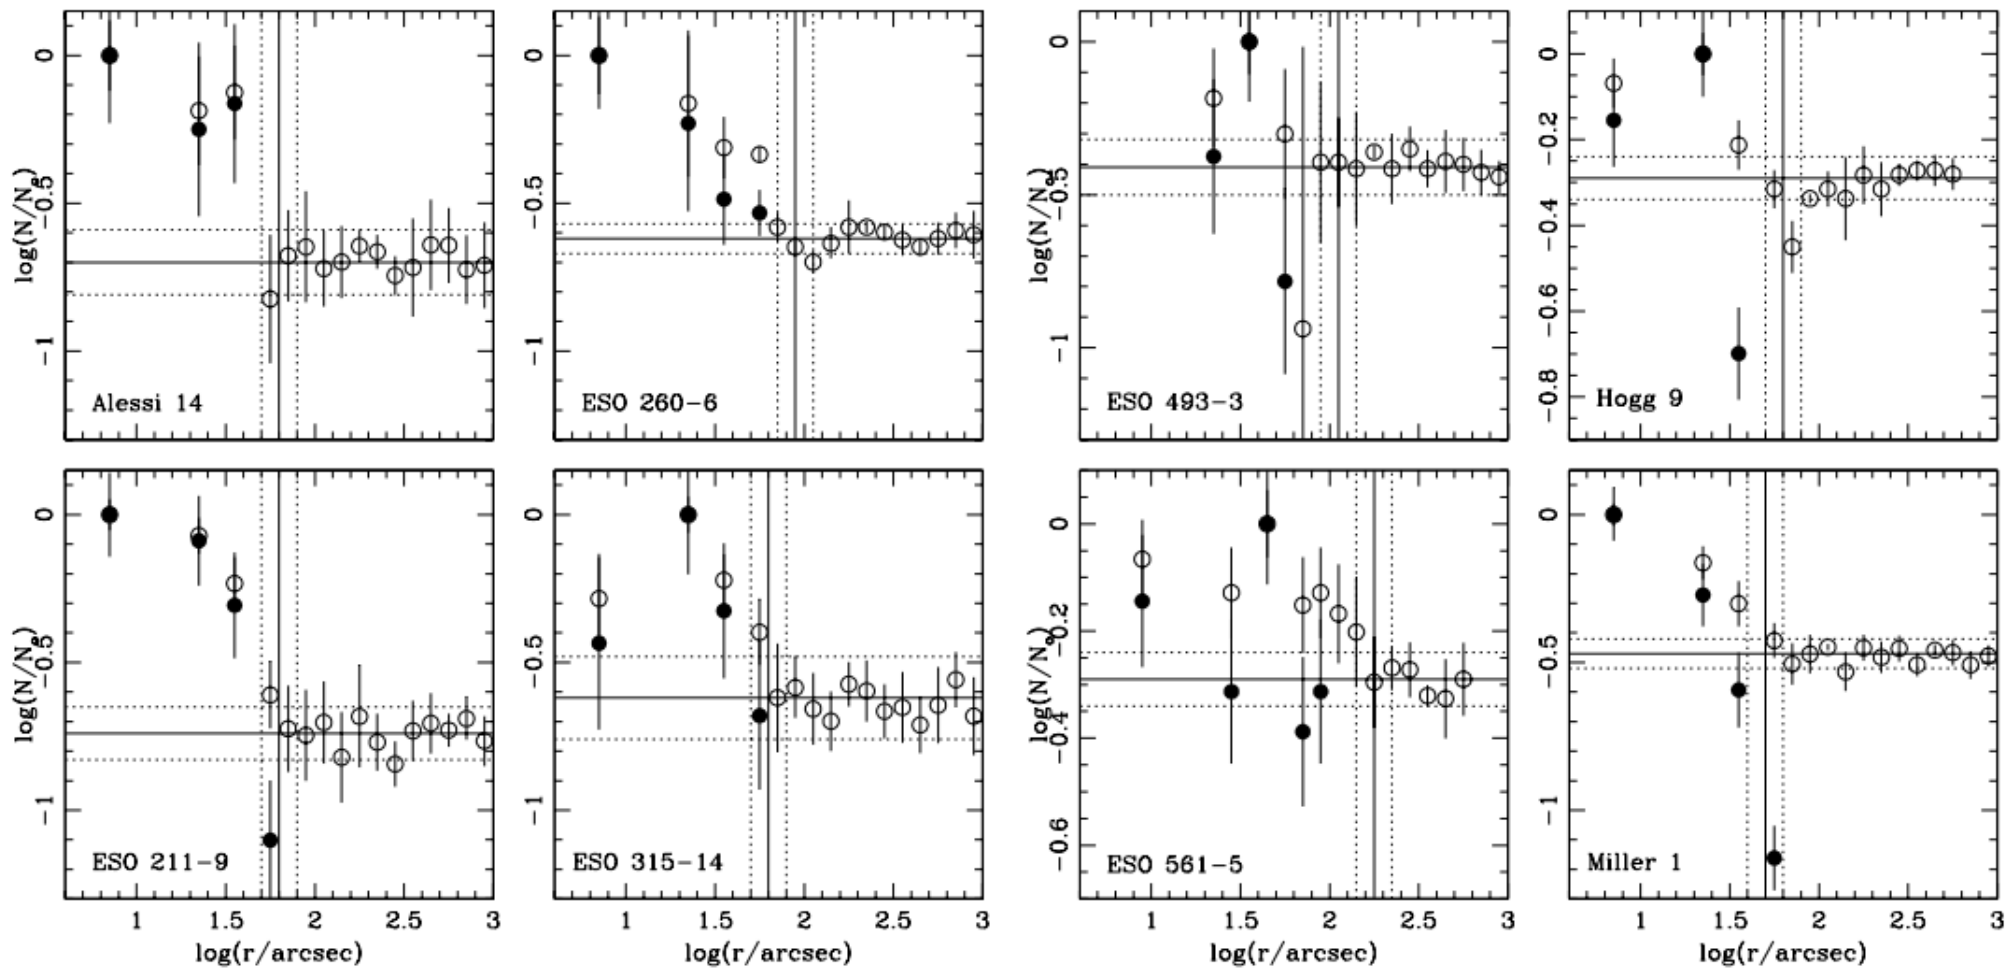 0 −0.5 −1 log(N/N₀) Alessi 14
0 −0.5 −1 ESO 260−6
0 −0.5 −1 log(N/N₀) ESO 493−3
0 −0.2 −0.4 −0.6 −0.8 Hogg 9
0 −0.5 −1 log(N/N₀) ESO 211−9
0 −0.5 −1 ESO 315−14
0 −0.2 −0.4 −0.6 log(N/N₀) ESO 561−5
0 −0.5 −1 Miller 1
1 1.5 2 2.5 3 1 1.5 2 2.5 3 1 1.5 2 2.5 3 1 1.5 2 2.5 3
log(r/arcsec) log(r/arcsec) log(r/arcsec) log(r/arcsec)